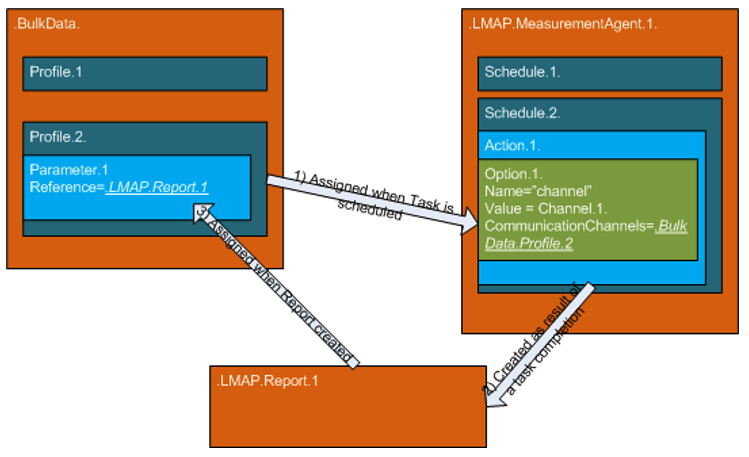 .BulkData.
Profile.1
Profile.2.
Parameter.1
Reference=.LMAP.Report.1
.LMAP.MeasurementAgent.1.
Schedule.1.
Schedule.2.
Action.1.
Option.1.
Name="channel"
Value = Channel.1.
CommunicationChannels=.Bulk
Data.Profile.2
1) Assigned when Task is
scheduled
2) Created as result of
a task completion
3) Assigned when Report created
.LMAP.Report.1